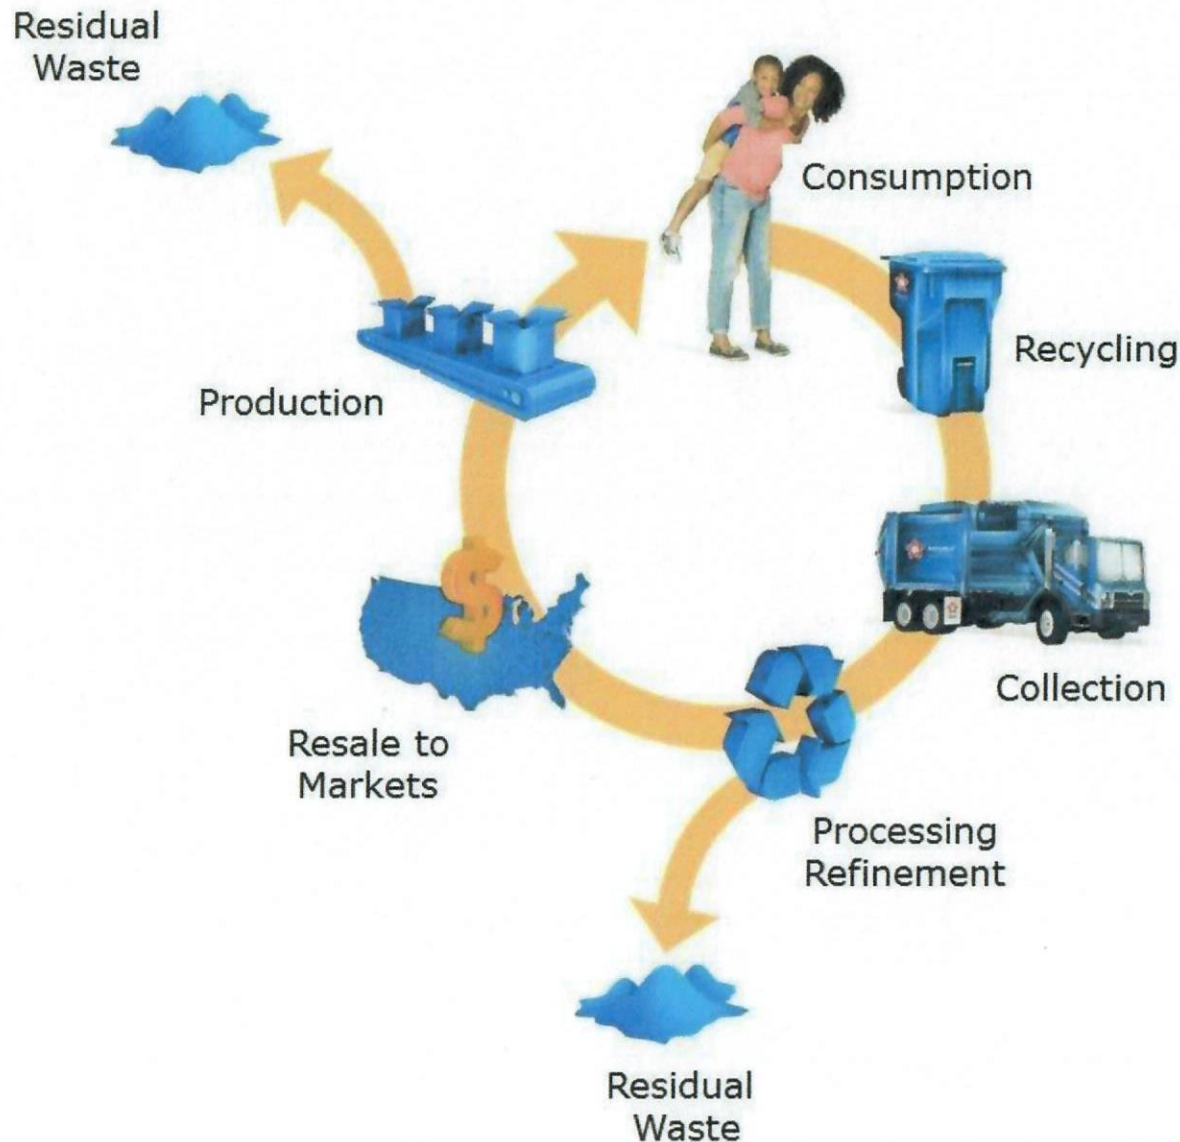 Residual
Waste
Consumption
Recycling
Production
Collection
Resale to
Markets
Processing
Refinement
Residual
Waste